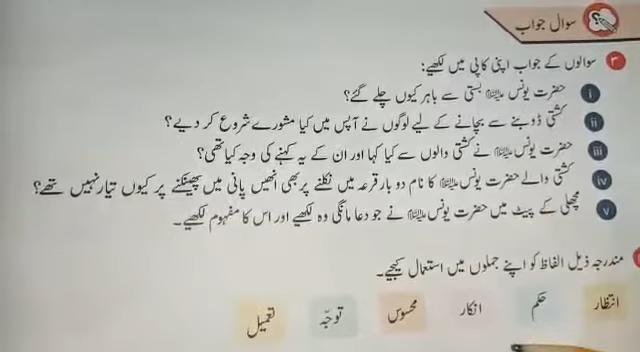 سوال جواب
۳ سوالوں کے جواب اپنی کاپی میں لکھیے:
i حضرت یونس علیہ السلام بستی سے باہر کیوں چلے گئے؟
ii کشتی ڈوبنے سے بچانے کے لیے لوگوں نے آپس میں کیا مشورے شروع کر دیے؟
iii حضرت یونس علیہ السلام نے کشتی والوں سے کیا کہا اور ان کے یہ کہنے کی وجہ کیا تھی؟
iv کشتی والے حضرت یونس علیہ السلام کا نام دو بار قرعہ میں نکلنے پر بھی انھیں پانی میں پھینکنے پر کیوں تیار نہیں تھے؟
v مچھلی کے پیٹ میں حضرت یونس علیہ السلام نے جو دعا مانگی وہ لکھیے اور اس کا مفہوم لکھیے۔
مندرجہ ذیل الفاظ کو اپنے جملوں میں استعمال کیجیے۔
انتظار حکم انکار محسوس توجّہ تعمیل